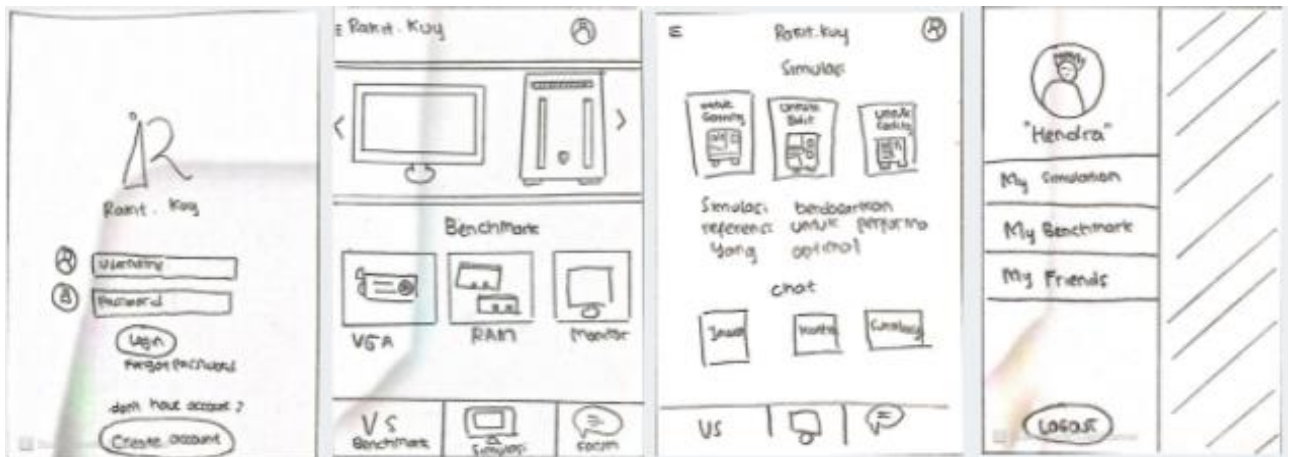 iR
Rakit. Kuy
Username
Password
Login
Forgot Password
don't have account?
Create account
≡ Rakit. Kuy
< >
Benchmark
VGA RAM Monitor
VS
Benchmark Simulasi Forum
≡ Rakit.Kuy
Simulasi
untuk Gaming
untuk Edit
untuk Coding
Simulasi berdasarkan
referensi untuk performa
yang optimal
chat
VS
"Hendra"
My Simulation
My Benchmark
My Friends
LOGOUT